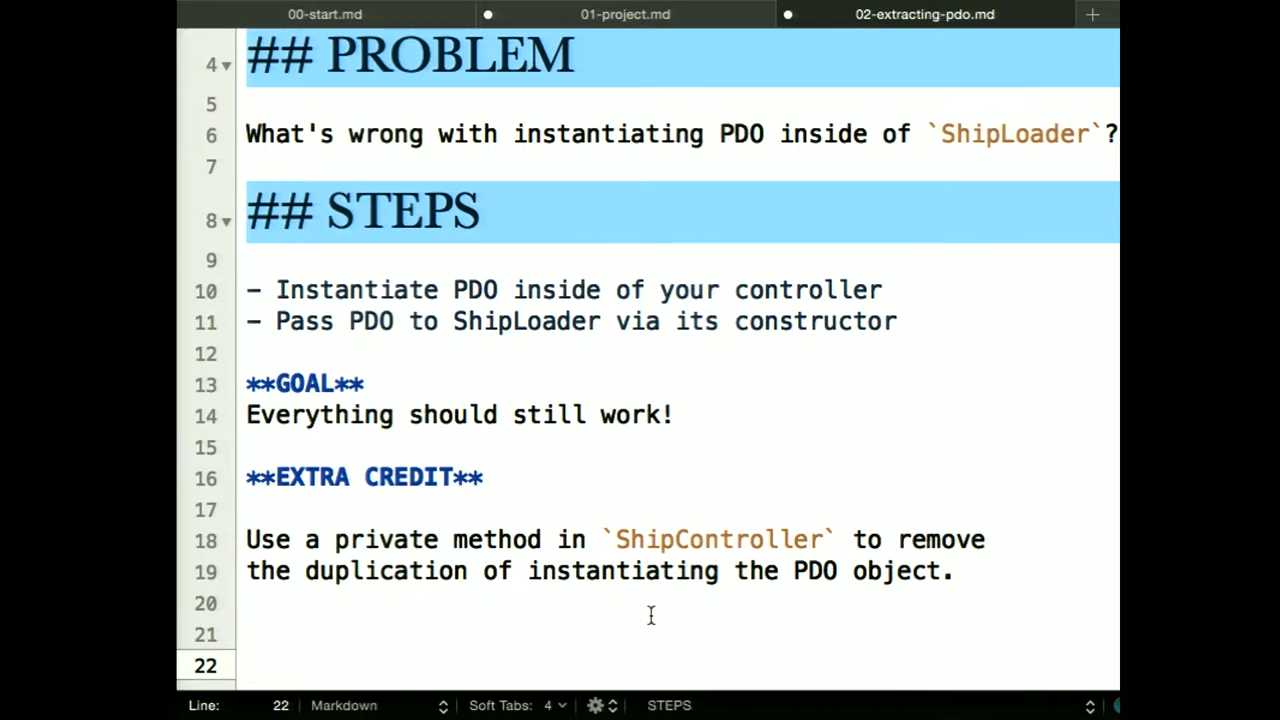 00-start.md
01-project.md
02-extracting-pdo.md
4 ## PROBLEM
5
6 What's wrong with instantiating PDO inside of `ShipLoader`?
7
8 ## STEPS
9
10 - Instantiate PDO inside of your controller
11 - Pass PDO to ShipLoader via its constructor
12
13 **GOAL**
14 Everything should still work!
15
16 **EXTRA CREDIT**
17
18 Use a private method in `ShipController` to remove
19 the duplication of instantiating the PDO object.
20
21
22
Line: 22 Markdown Soft Tabs: 4 STEPS